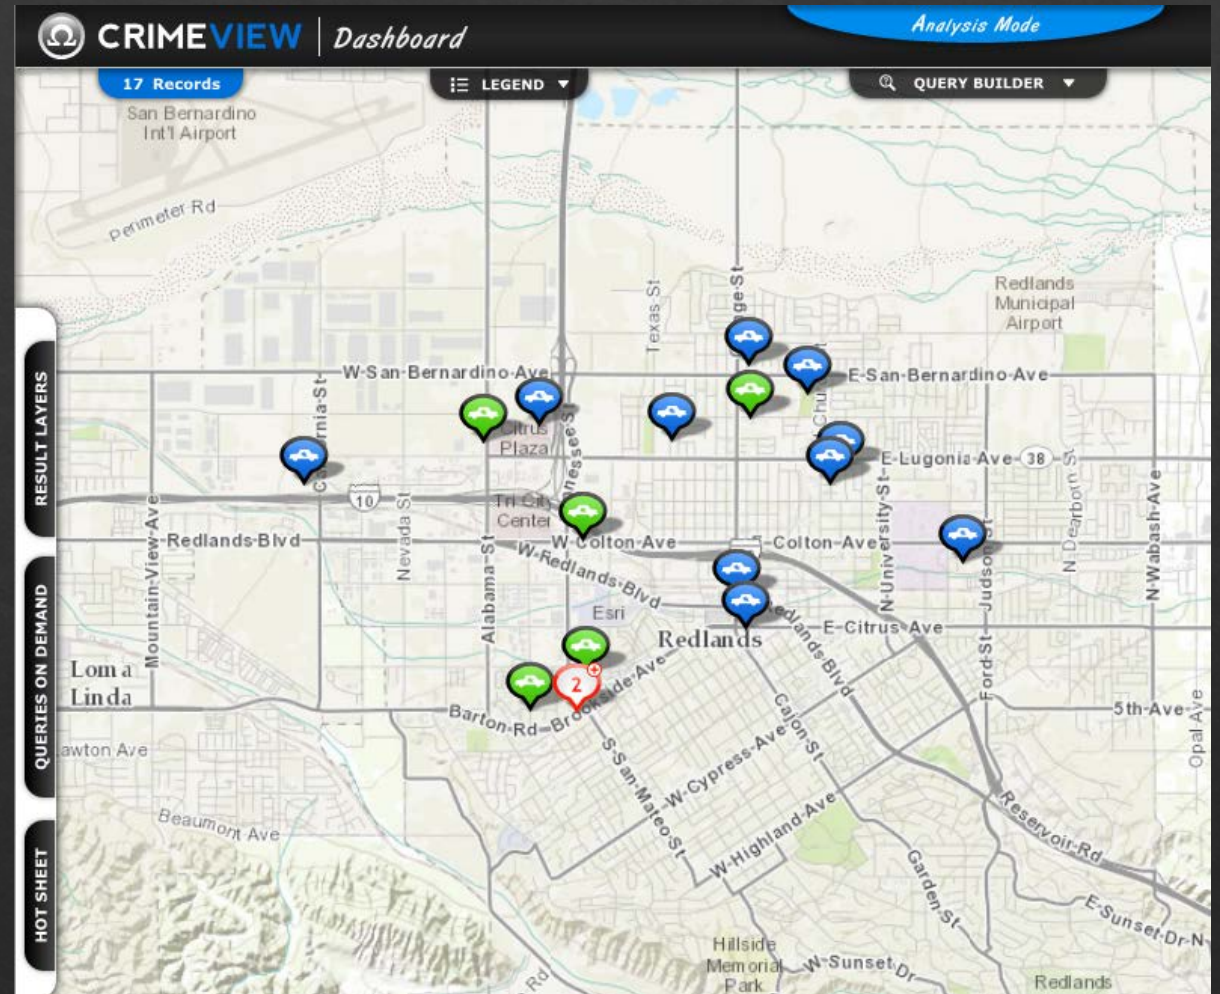 CRIMEVIEW Dashboard
Analysis Mode
17 Records
LEGEND
QUERY BUILDER
San Bernardino
Int'l Airport
Perimeter Rd
Redlands
Municipal
Airport
Texas St
W San Bernardino Ave
E San Bernardino Ave
Citrus
Plaza
E Lugonia Ave 38
10
Tri City
Center
Nevada St
Alabama St
Mountain View Ave
Redlands Blvd
W Colton Ave
E Colton Ave
N University St
Judson St
N Dearborn St
N Wabash Ave
W Redlands Blvd
Esri
Redlands
Redlands Blvd
E Citrus Ave
Ford St
Loma
Linda
2
Barton Rd
Brookside Ave
5th Ave
Opal Ave
Cajon St
W Cypress Ave
S San Mateo St
W Highland Ave
Beaumont Ave
Reservoir Rd
Garden St
E Sunset Dr N
Hillside
Memorial
Park
W Sunset Dr
Redlands
Rd
RESULT LAYERS
QUERIES ON DEMAND
HOT SHEET